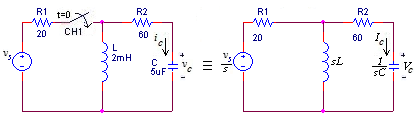 R1 t=0 R2
20 CH1 60
i_c
v_s
L
2mH
C
5uF
+
v_c
−
≡
R1 R2
20 60
I_c
v_s/s
sL
1/sC
+
V_c
−